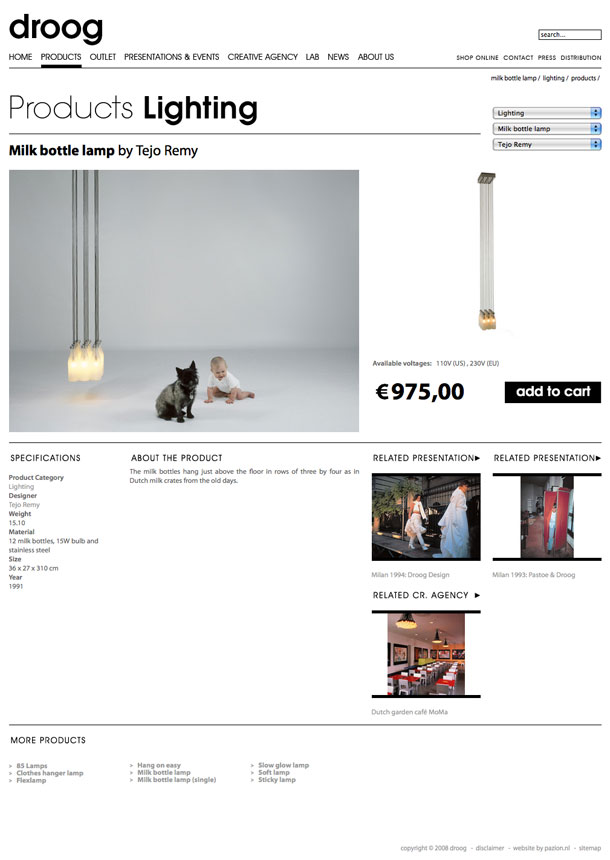 droog
search...
HOME PRODUCTS OUTLET PRESENTATIONS & EVENTS CREATIVE AGENCY LAB NEWS ABOUT US
SHOP ONLINE CONTACT PRESS DISTRIBUTION
milk bottle lamp / lighting / products /
Products Lighting
Lighting
Milk bottle lamp
Tejo Remy
Milk bottle lamp by Tejo Remy
Available voltages: 110V (US) , 230V (EU)
€ 975,00
add to cart
SPECIFICATIONS
Product Category
Lighting
Designer
Tejo Remy
Weight
15.10
Material
12 milk bottles, 15W bulb and
stainless steel
Size
36 x 27 x 310 cm
Year
1991
ABOUT THE PRODUCT
The milk bottles hang just above the floor in rows of three by four as in
Dutch milk crates from the old days.
RELATED PRESENTATION▶
Milan 1994: Droog Design
RELATED PRESENTATION▶
Milan 1993: Pastoe & Droog
RELATED CR. AGENCY ▶
Dutch garden café MoMa
MORE PRODUCTS
> 85 Lamps
> Clothes hanger lamp
> Flexlamp
> Hang on easy
> Milk bottle lamp
> Milk bottle lamp (single)
> Slow glow lamp
> Soft lamp
> Sticky lamp
copyright © 2008 droog - disclaimer - website by pazion.nl - sitemap